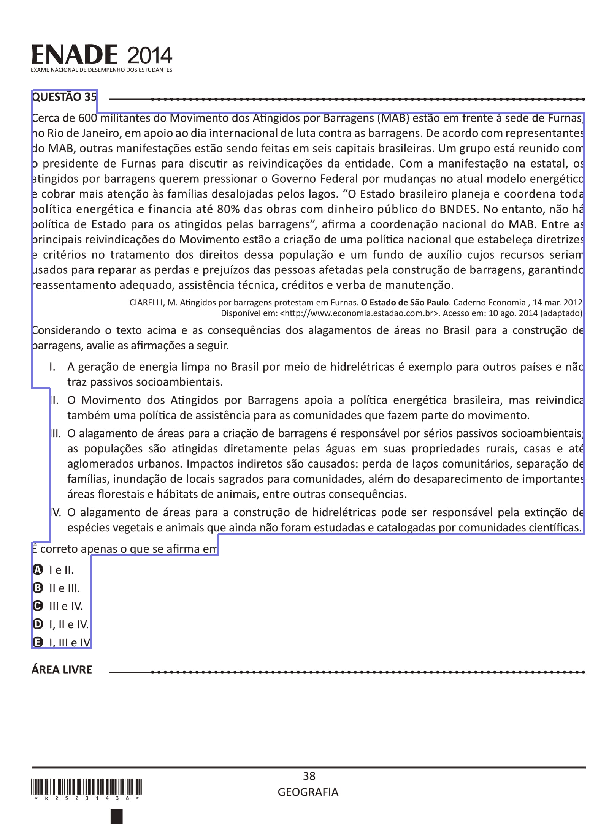 ENADE 2014
EXAME NACIONAL DE DESEMPENHO DOS ESTUDANTES
QUESTÃO 35
Cerca de 600 militantes do Movimento dos Atingidos por Barragens (MAB) estão em frente à sede de Furnas,
no Rio de Janeiro, em apoio ao dia internacional de luta contra as barragens. De acordo com representantes
do MAB, outras manifestações estão sendo feitas em seis capitais brasileiras. Um grupo está reunido com
o presidente de Furnas para discutir as reivindicações da entidade. Com a manifestação na estatal, os
atingidos por barragens querem pressionar o Governo Federal por mudanças no atual modelo energético
e cobrar mais atenção às famílias desalojadas pelos lagos. “O Estado brasileiro planeja e coordena toda
política energética e financia até 80% das obras com dinheiro público do BNDES. No entanto, não há
política de Estado para os atingidos pelas barragens”, afirma a coordenação nacional do MAB. Entre as
principais reivindicações do Movimento estão a criação de uma política nacional que estabeleça diretrizes
e critérios no tratamento dos direitos dessa população e um fundo de auxílio cujos recursos seriam
usados para reparar as perdas e prejuízos das pessoas afetadas pela construção de barragens, garantindo
reassentamento adequado, assistência técnica, créditos e verba de manutenção.
CIARELLI, M. Atingidos por barragens protestam em Furnas. O Estado de São Paulo. Caderno Economia , 14 mar. 2012.
Disponível em: <http://www.economia.estadao.com.br>. Acesso em: 10 ago. 2014 (adaptado).
Considerando o texto acima e as consequências dos alagamentos de áreas no Brasil para a construção de
barragens, avalie as afirmações a seguir.
I. A geração de energia limpa no Brasil por meio de hidrelétricas é exemplo para outros países e não
traz passivos socioambientais.
II. O Movimento dos Atingidos por Barragens apoia a política energética brasileira, mas reivindica
também uma política de assistência para as comunidades que fazem parte do movimento.
III. O alagamento de áreas para a criação de barragens é responsável por sérios passivos socioambientais;
as populações são atingidas diretamente pelas águas em suas propriedades rurais, casas e até
aglomerados urbanos. Impactos indiretos são causados: perda de laços comunitários, separação de
famílias, inundação de locais sagrados para comunidades, além do desaparecimento de importantes
áreas florestais e hábitats de animais, entre outras consequências.
IV. O alagamento de áreas para a construção de hidrelétricas pode ser responsável pela extinção de
espécies vegetais e animais que ainda não foram estudadas e catalogadas por comunidades científicas.
É correto apenas o que se afirma em
A I e II.
B II e III.
C III e IV.
D I, II e IV.
E I, III e IV.
ÁREA LIVRE
38
GEOGRAFIA